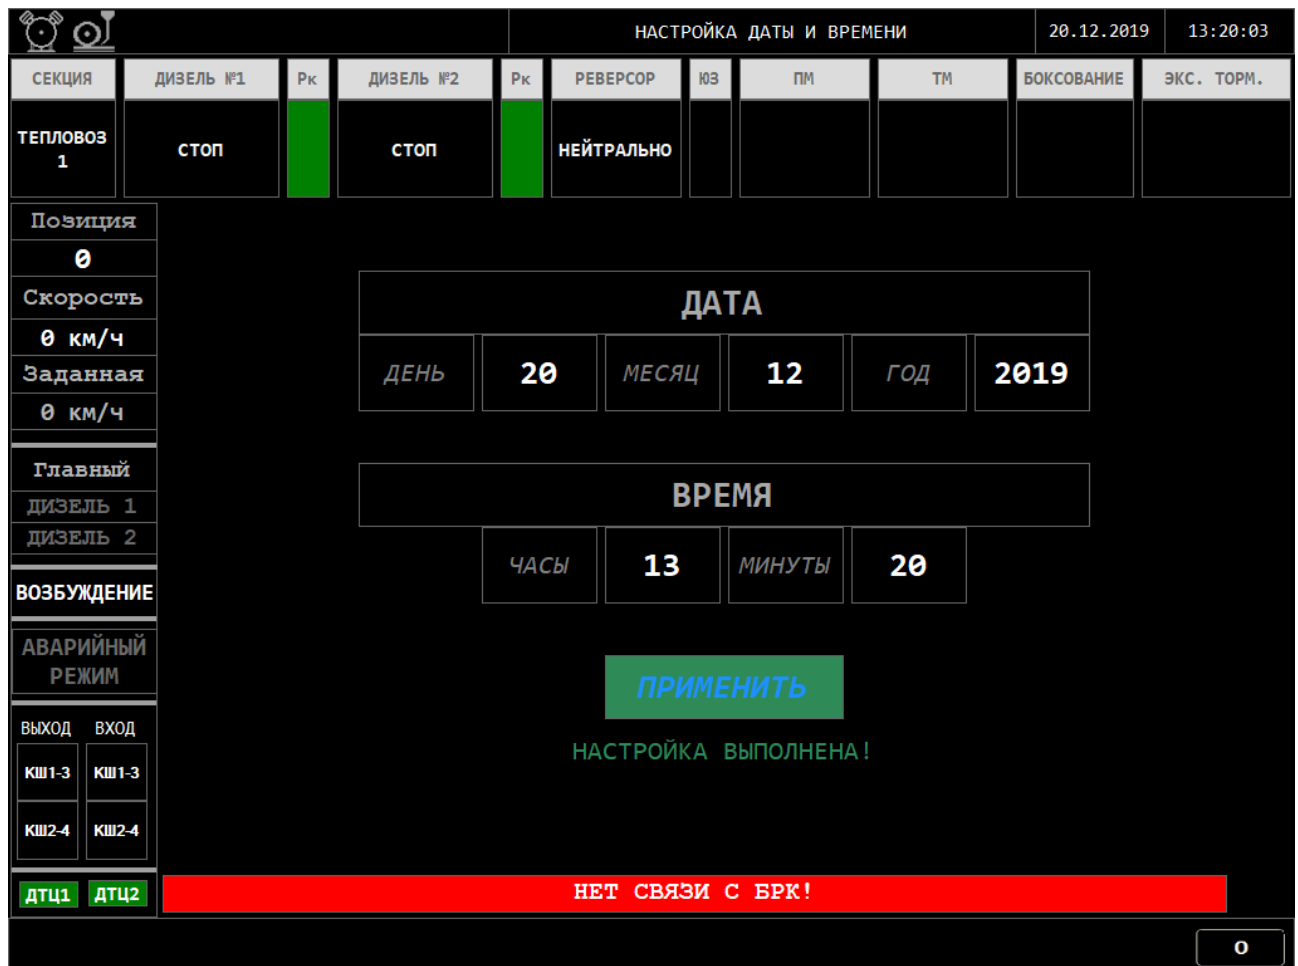 НАСТРОЙКА ДАТЫ И ВРЕМЕНИ 20.12.2019 13:20:03
СЕКЦИЯ ДИЗЕЛЬ №1 Рк ДИЗЕЛЬ №2 Рк РЕВЕРСОР ЮЗ ПМ ТМ БОКСОВАНИЕ ЭКС. ТОРМ.
ТЕПЛОВОЗ
1
СТОП
СТОП
НЕЙТРАЛЬНО
Позиция
0
Скорость
0 км/ч
Заданная
0 км/ч
Главный
ДИЗЕЛЬ 1
ДИЗЕЛЬ 2
ВОЗБУЖДЕНИЕ
АВАРИЙНЫЙ
РЕЖИМ
ВЫХОД ВХОД
КШ1-3 КШ1-3
КШ2-4 КШ2-4
ДТЦ1 ДТЦ2
ДАТА
ДЕНЬ 20 МЕСЯЦ 12 ГОД 2019
ВРЕМЯ
ЧАСЫ 13 МИНУТЫ 20
ПРИМЕНИТЬ
НАСТРОЙКА ВЫПОЛНЕНА!
НЕТ СВЯЗИ С БРК!
О